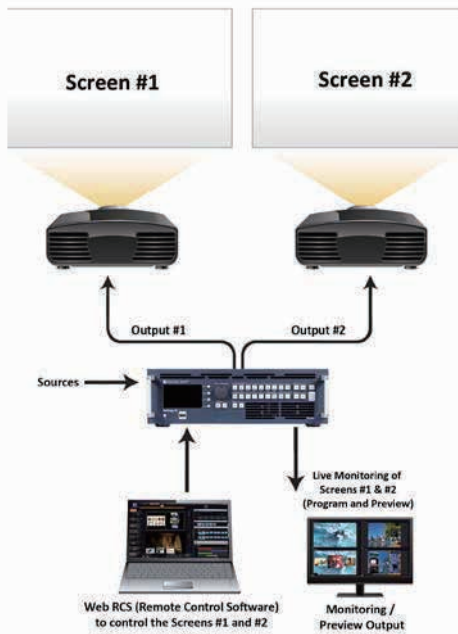 Screen #1
Screen #2
Output #1
Output #2
Sources
Live Monitoring of
Screens #1 & #2
(Program and Preview)
Web RCS (Remote Control Software)
to control the Screens #1 and #2
Monitoring /
Preview Output